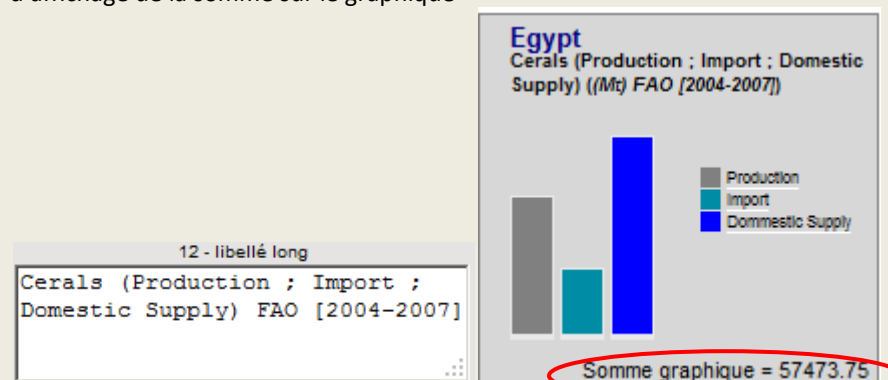 d'affichage de la somme sur le graphique
Egypt
Cerals (Production ; Import ; Domestic
Supply) ((Mt) FAO [2004-2007])
Production
Import
Dommestic Supply
12 - libellé long
Cerals (Production ; Import ;
Domestic Supply) FAO [2004-2007]
Somme graphique = 57473.75